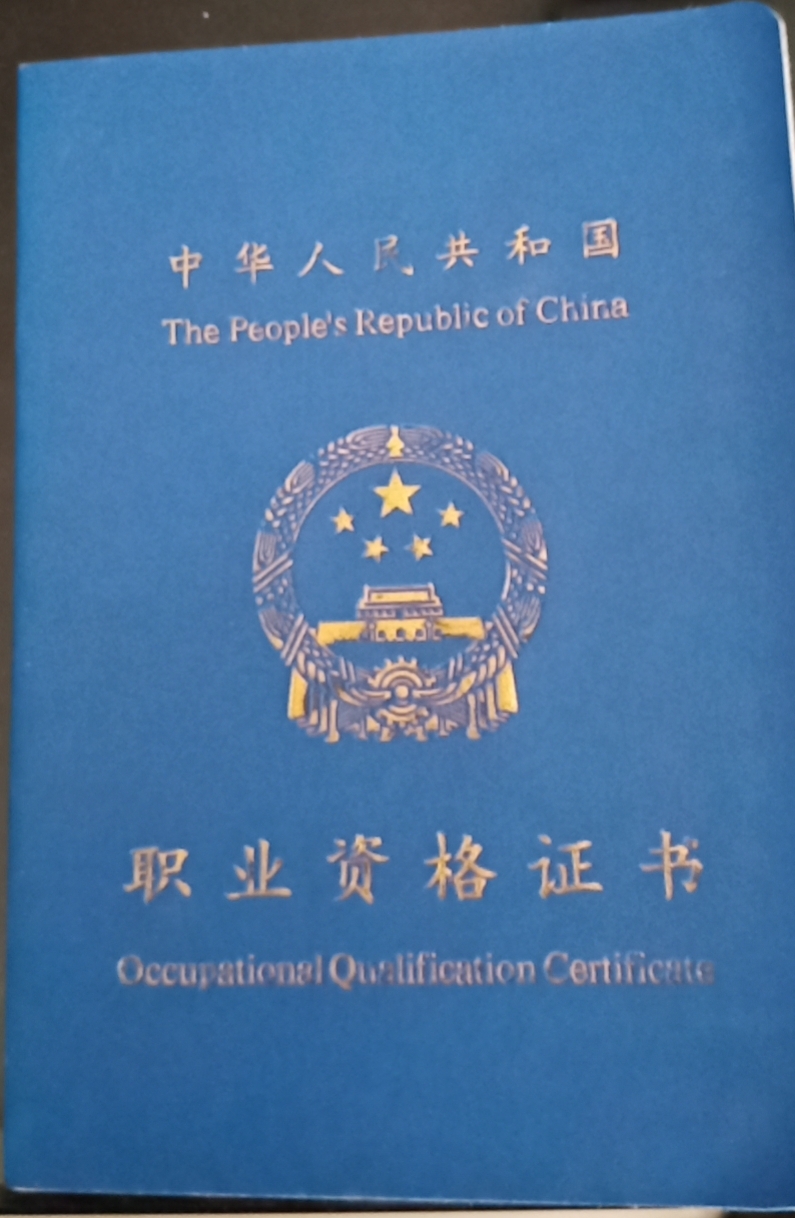 中华人民共和国
The People's Republic of China
职业资格证书
Occupational Qualification Certificate